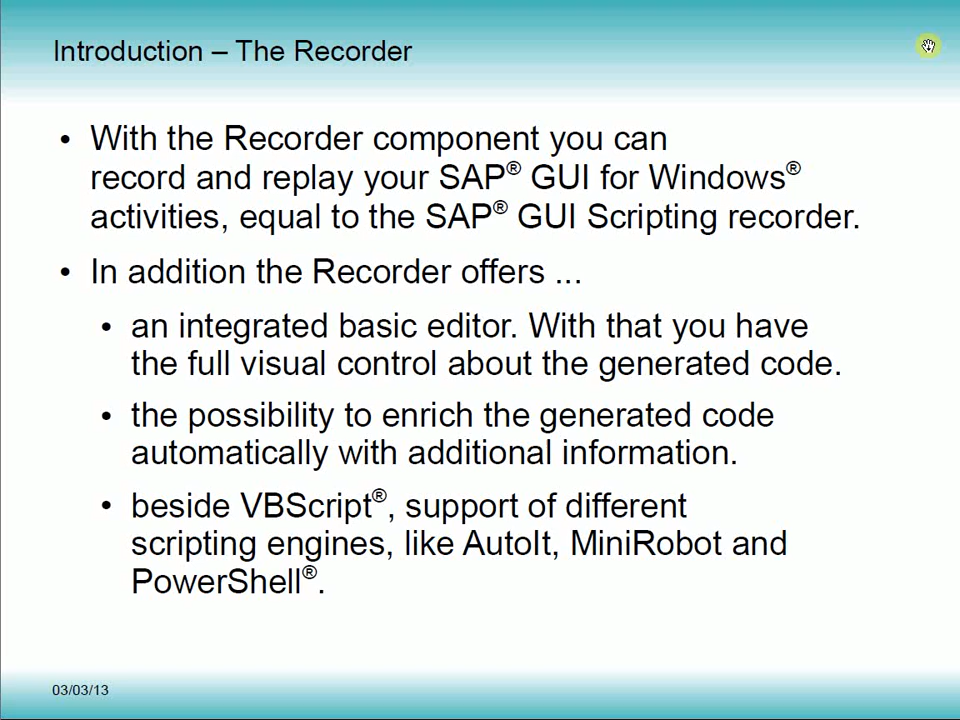 Introduction – The Recorder
• With the Recorder component you can
record and replay your SAP® GUI for Windows®
activities, equal to the SAP® GUI Scripting recorder.
• In addition the Recorder offers ...
• an integrated basic editor. With that you have
the full visual control about the generated code.
• the possibility to enrich the generated code
automatically with additional information.
• beside VBScript®, support of different
scripting engines, like AutoIt, MiniRobot and
PowerShell®.
03/03/13